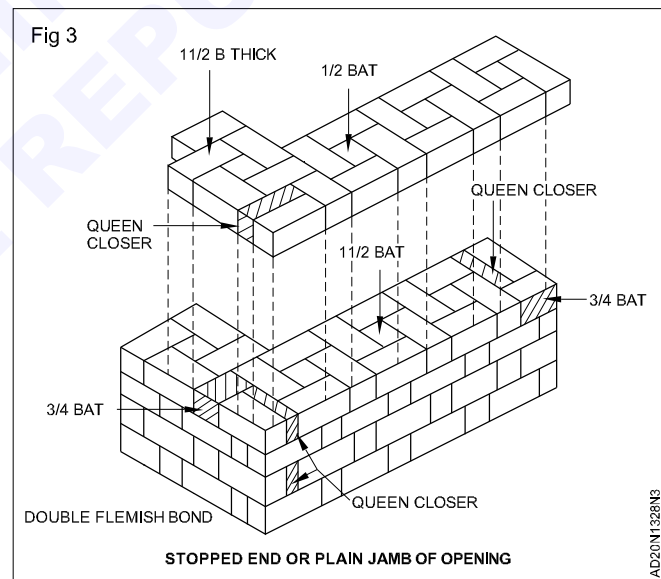 Fig 3
11/2 B THICK
1/2 BAT
QUEEN CLOSER
QUEEN
CLOSER
11/2 BAT
3/4 BAT
3/4 BAT
QUEEN CLOSER
DOUBLE FLEMISH BOND
STOPPED END OR PLAIN JAMB OF OPENING
AD20N1328N3